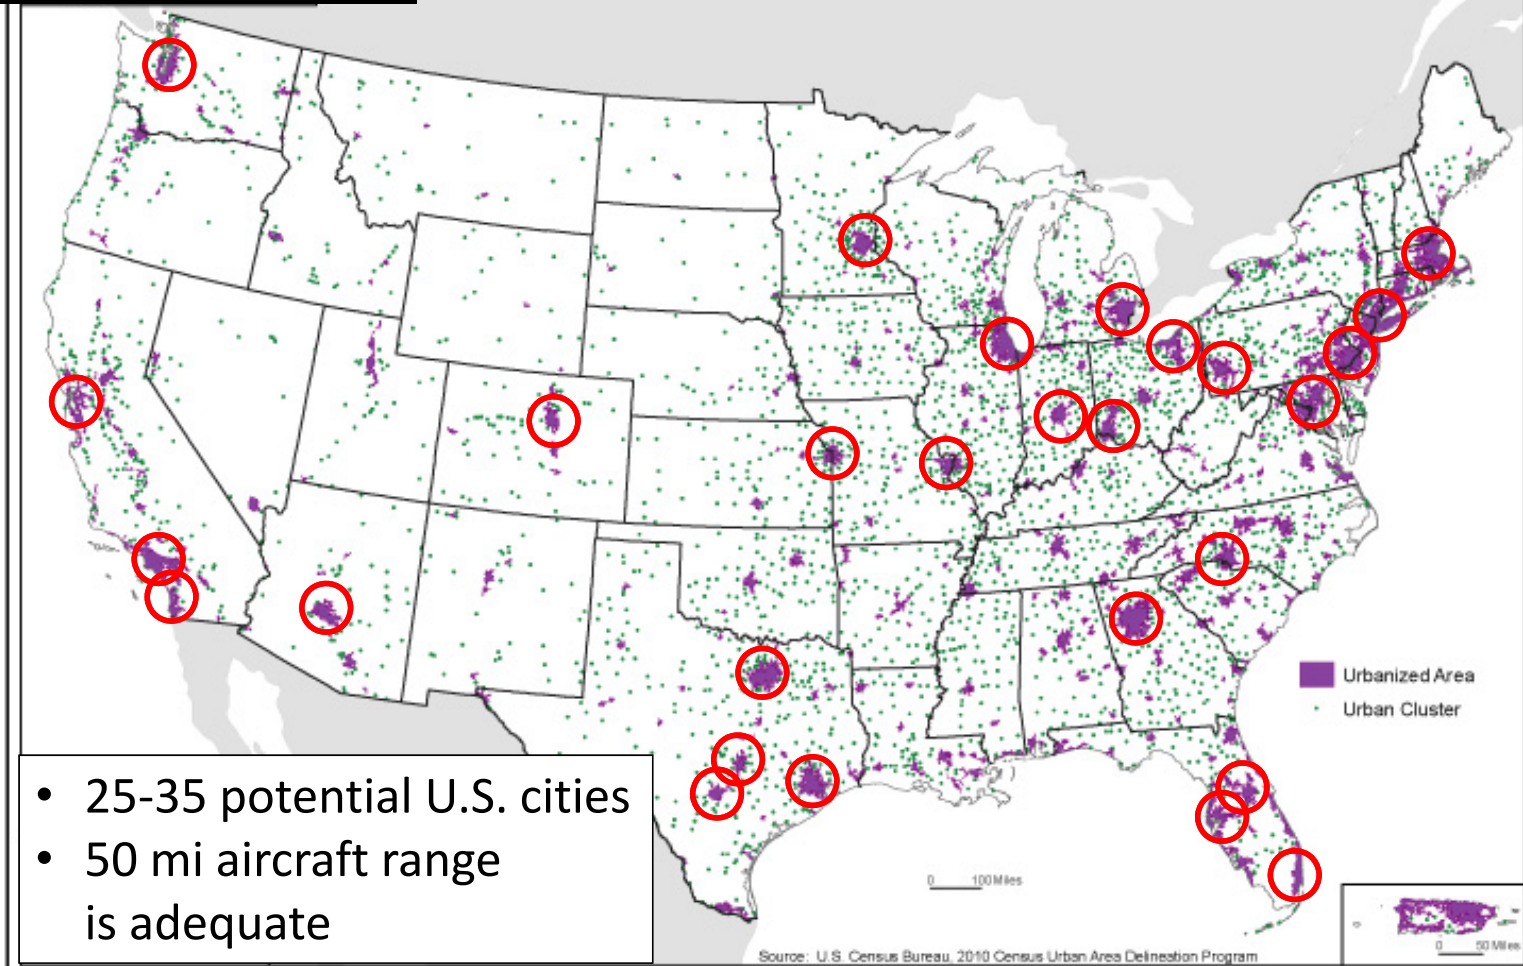 Urbanized Area
Urban Cluster
• 25-35 potential U.S. cities
• 50 mi aircraft range
is adequate
0 100 Miles
0 50 Miles
Source: U.S. Census Bureau, 2010 Census Urban Area Delineation Program